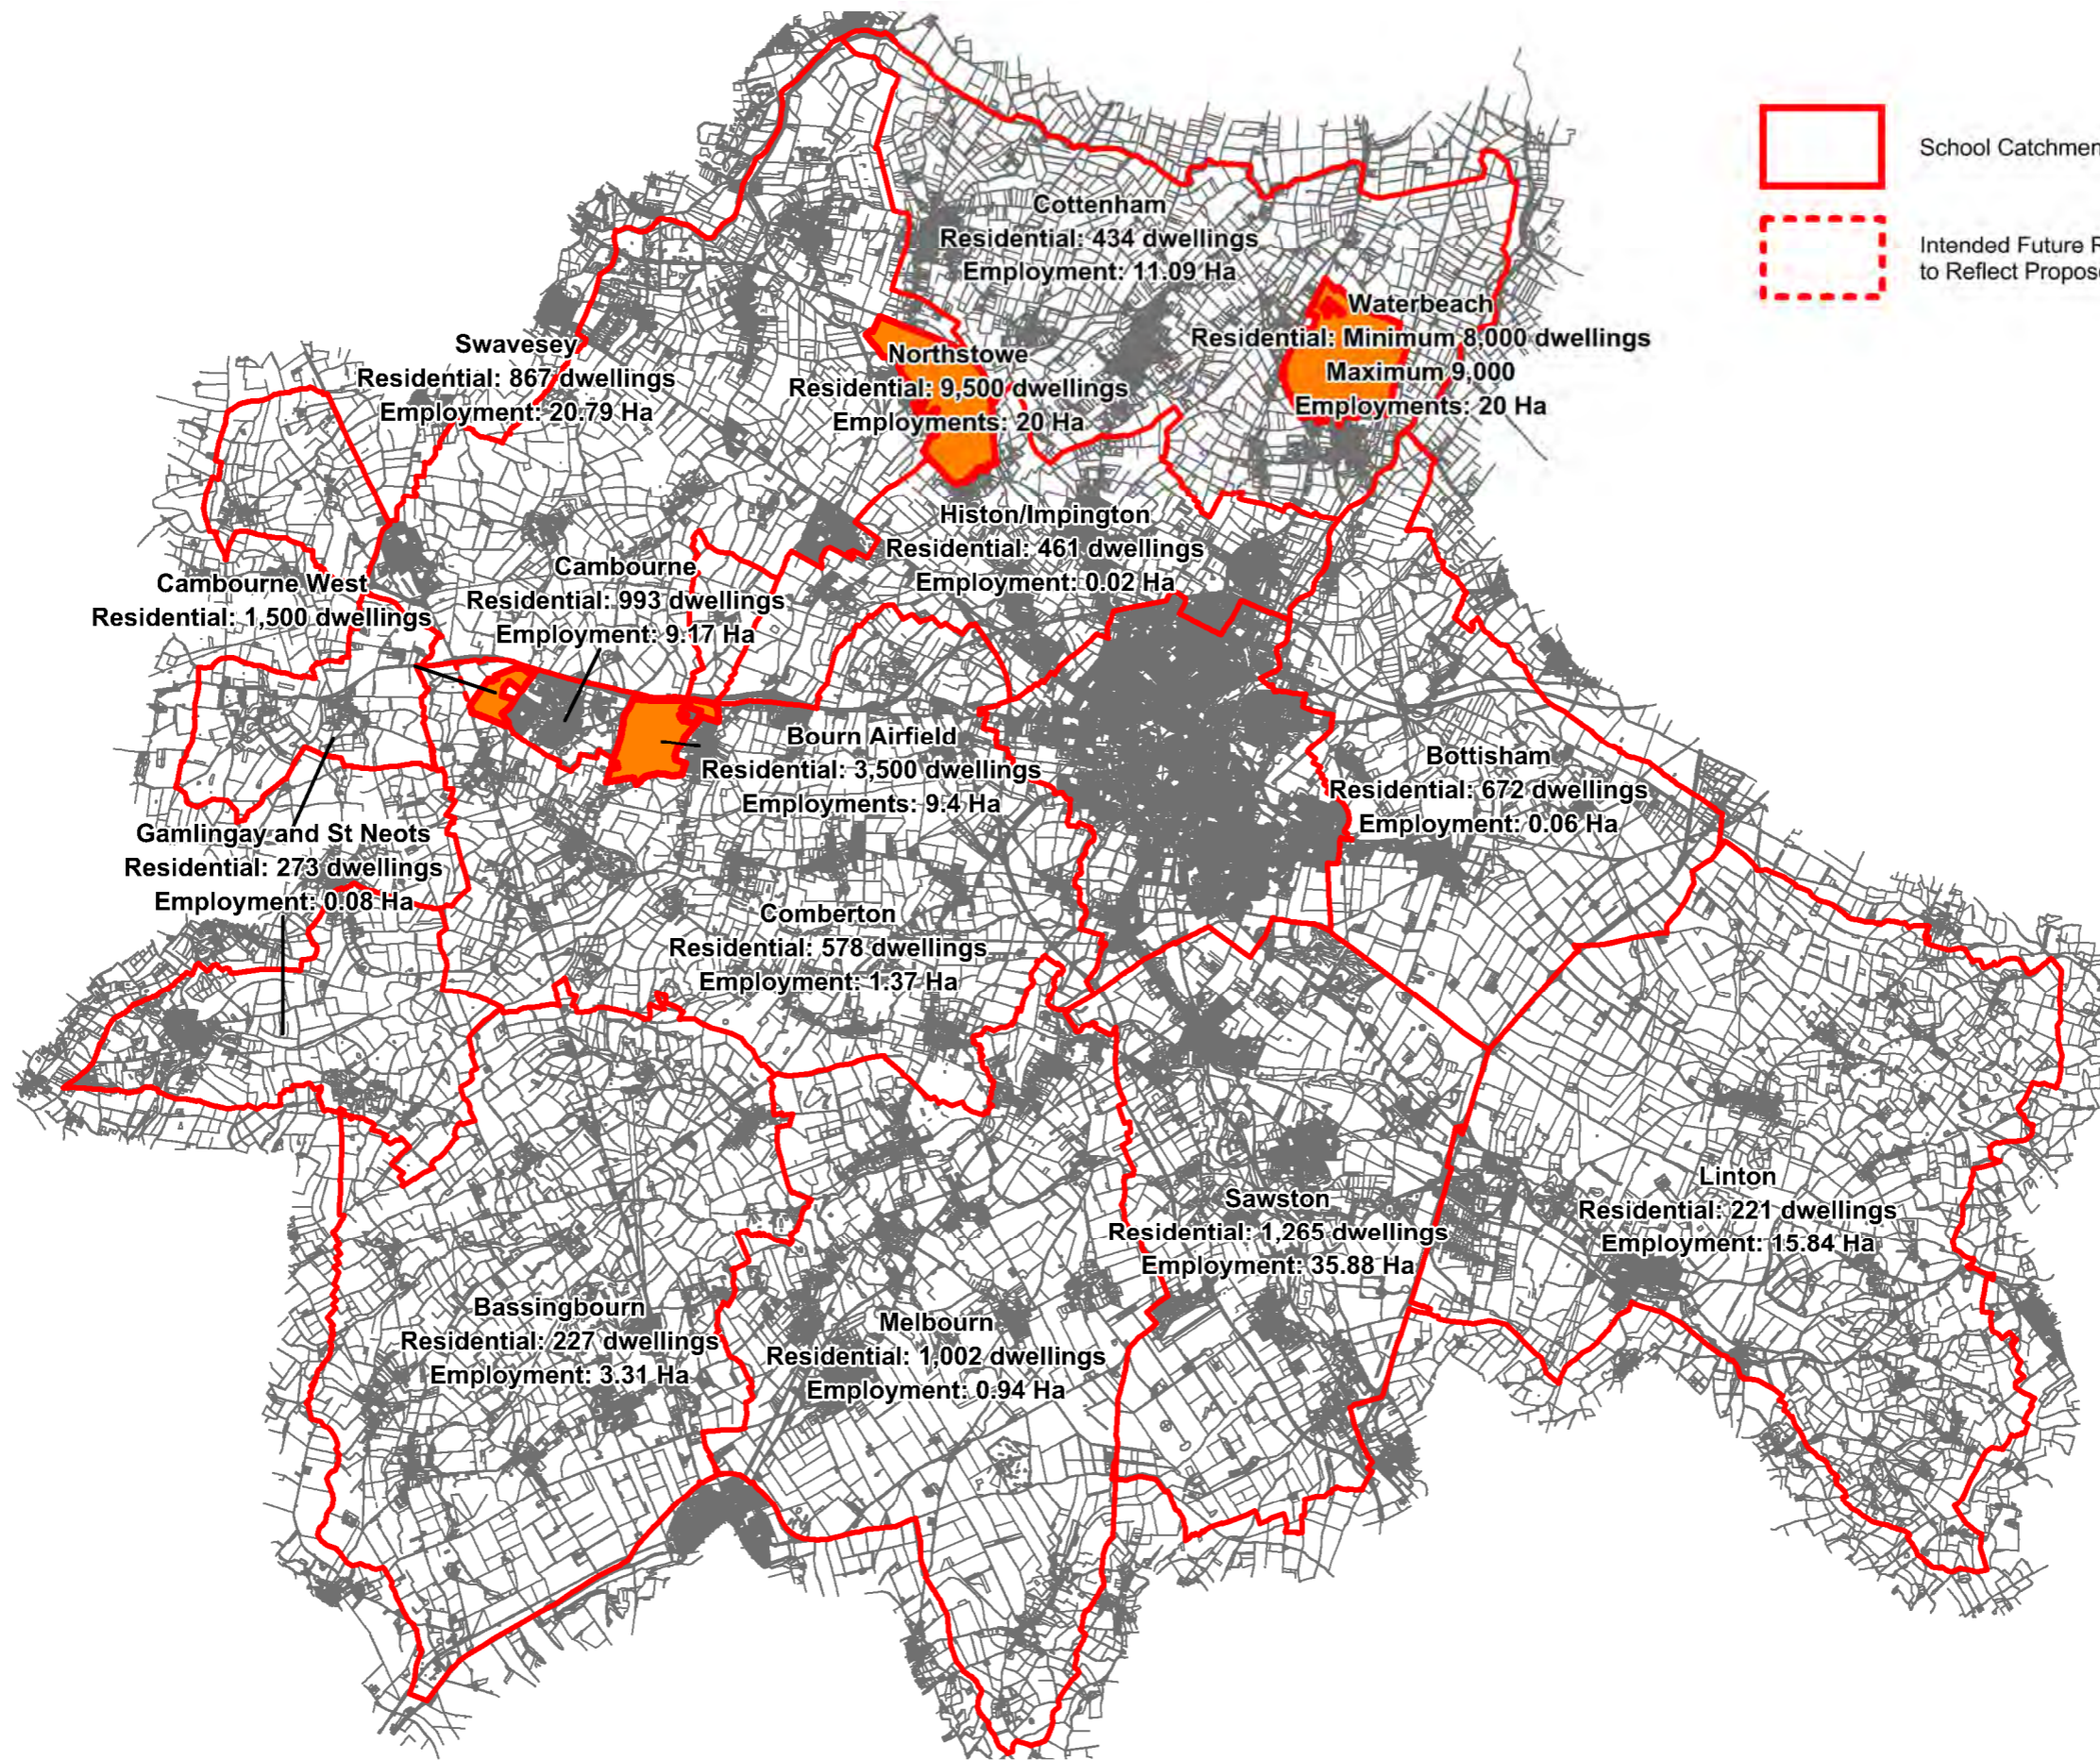 School
Intended Future
to Reflect
Cottenham
Residential: 434 dwellings
Employment: 11.09 Ha
Waterbeach
Residential: Minimum 8,000 dwellings
Maximum 9,000
Employments: 20 Ha
Swavesey
Residential: 867 dwellings
Employment: 20.79 Ha
Northstowe
Residential: 9,500 dwellings
Employments: 20 Ha
Histon/Impington
Residential: 461 dwellings
Employment: 0.02 Ha
Cambourne West
Residential: 1,500 dwellings
Cambourne
Residential: 993 dwellings
Employment: 9.17 Ha
Bourn Airfield
Residential: 3,500 dwellings
Employments: 9.4 Ha
Bottisham
Residential: 672 dwellings
Employment: 0.06 Ha
Gamlingay and St Neots
Residential: 273 dwellings
Employment: 0.08 Ha
Comberton
Residential: 578 dwellings
Employment: 1.37 Ha
Linton
Residential: 221 dwellings
Employment: 15.84 Ha
Sawston
Residential: 1,265 dwellings
Employment: 35.88 Ha
Bassingbourn
Residential: 227 dwellings
Employment: 3.31 Ha
Melbourn
Residential: 1,002 dwellings
Employment: 0.94 Ha